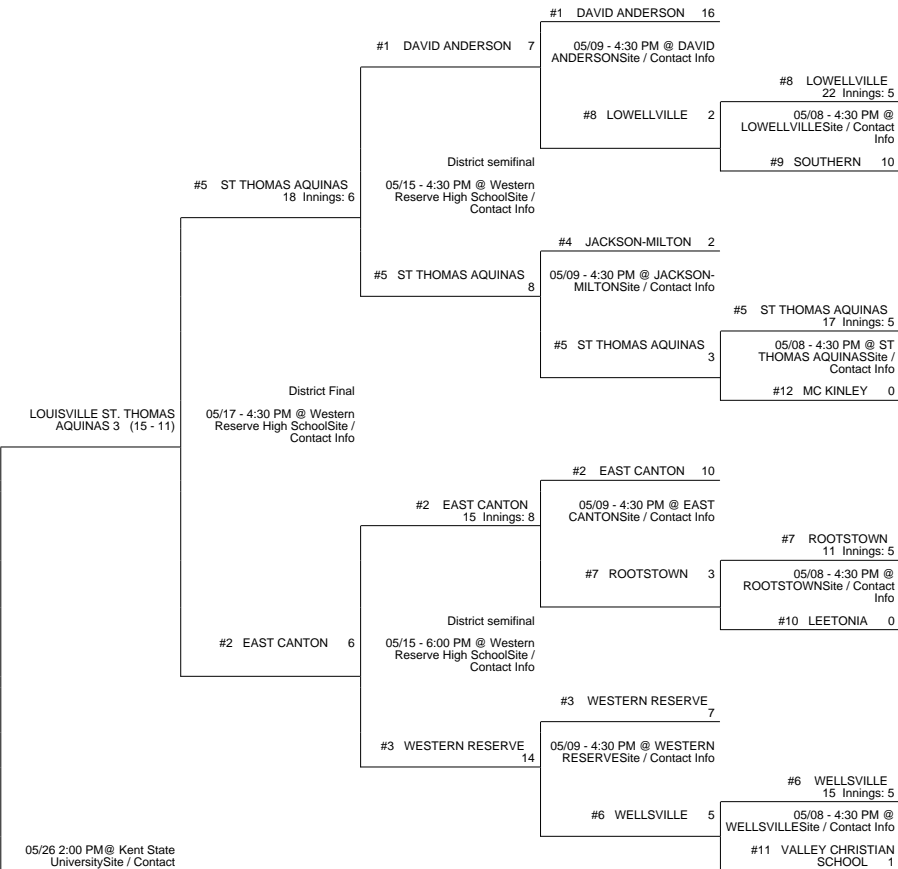 #1 DAVID ANDERSON 16
#1 DAVID ANDERSON 7
05/09 - 4:30 PM @ DAVID
ANDERSONSite / Contact Info
#8 LOWELLVILLE
22 Innings: 5
#8 LOWELLVILLE 2
05/08 - 4:30 PM @
LOWELLVILLESite / Contact
Info
District semifinal
#9 SOUTHERN 10
#5 ST THOMAS AQUINAS
18 Innings: 6
05/15 - 4:30 PM @ Western
Reserve High SchoolSite /
Contact Info
#4 JACKSON-MILTON 2
#5 ST THOMAS AQUINAS
8
05/09 - 4:30 PM @ JACKSON-
MILTONSite / Contact Info
#5 ST THOMAS AQUINAS
17 Innings: 5
#5 ST THOMAS AQUINAS
3
05/08 - 4:30 PM @ ST
THOMAS AQUINASSite /
Contact Info
District Final
#12 MC KINLEY 0
LOUISVILLE ST. THOMAS
AQUINAS 3 (15 - 11)
05/17 - 4:30 PM @ Western
Reserve High SchoolSite /
Contact Info
#2 EAST CANTON 10
#2 EAST CANTON
15 Innings: 8
05/09 - 4:30 PM @ EAST
CANTONSite / Contact Info
#7 ROOTSTOWN
11 Innings: 5
#7 ROOTSTOWN 3
05/08 - 4:30 PM @
ROOTSTOWNSite / Contact
Info
District semifinal
#10 LEETONIA 0
#2 EAST CANTON 6
05/15 - 6:00 PM @ Western
Reserve High SchoolSite /
Contact Info
#3 WESTERN RESERVE
7
#3 WESTERN RESERVE
14
05/09 - 4:30 PM @ WESTERN
RESERVESite / Contact Info
#6 WELLSVILLE
15 Innings: 5
#6 WELLSVILLE 5
05/08 - 4:30 PM @
WELLSVILLESite / Contact Info
05/26 2:00 PM@ Kent State
UniversitySite / Contact
#11 VALLEY CHRISTIAN
SCHOOL 1